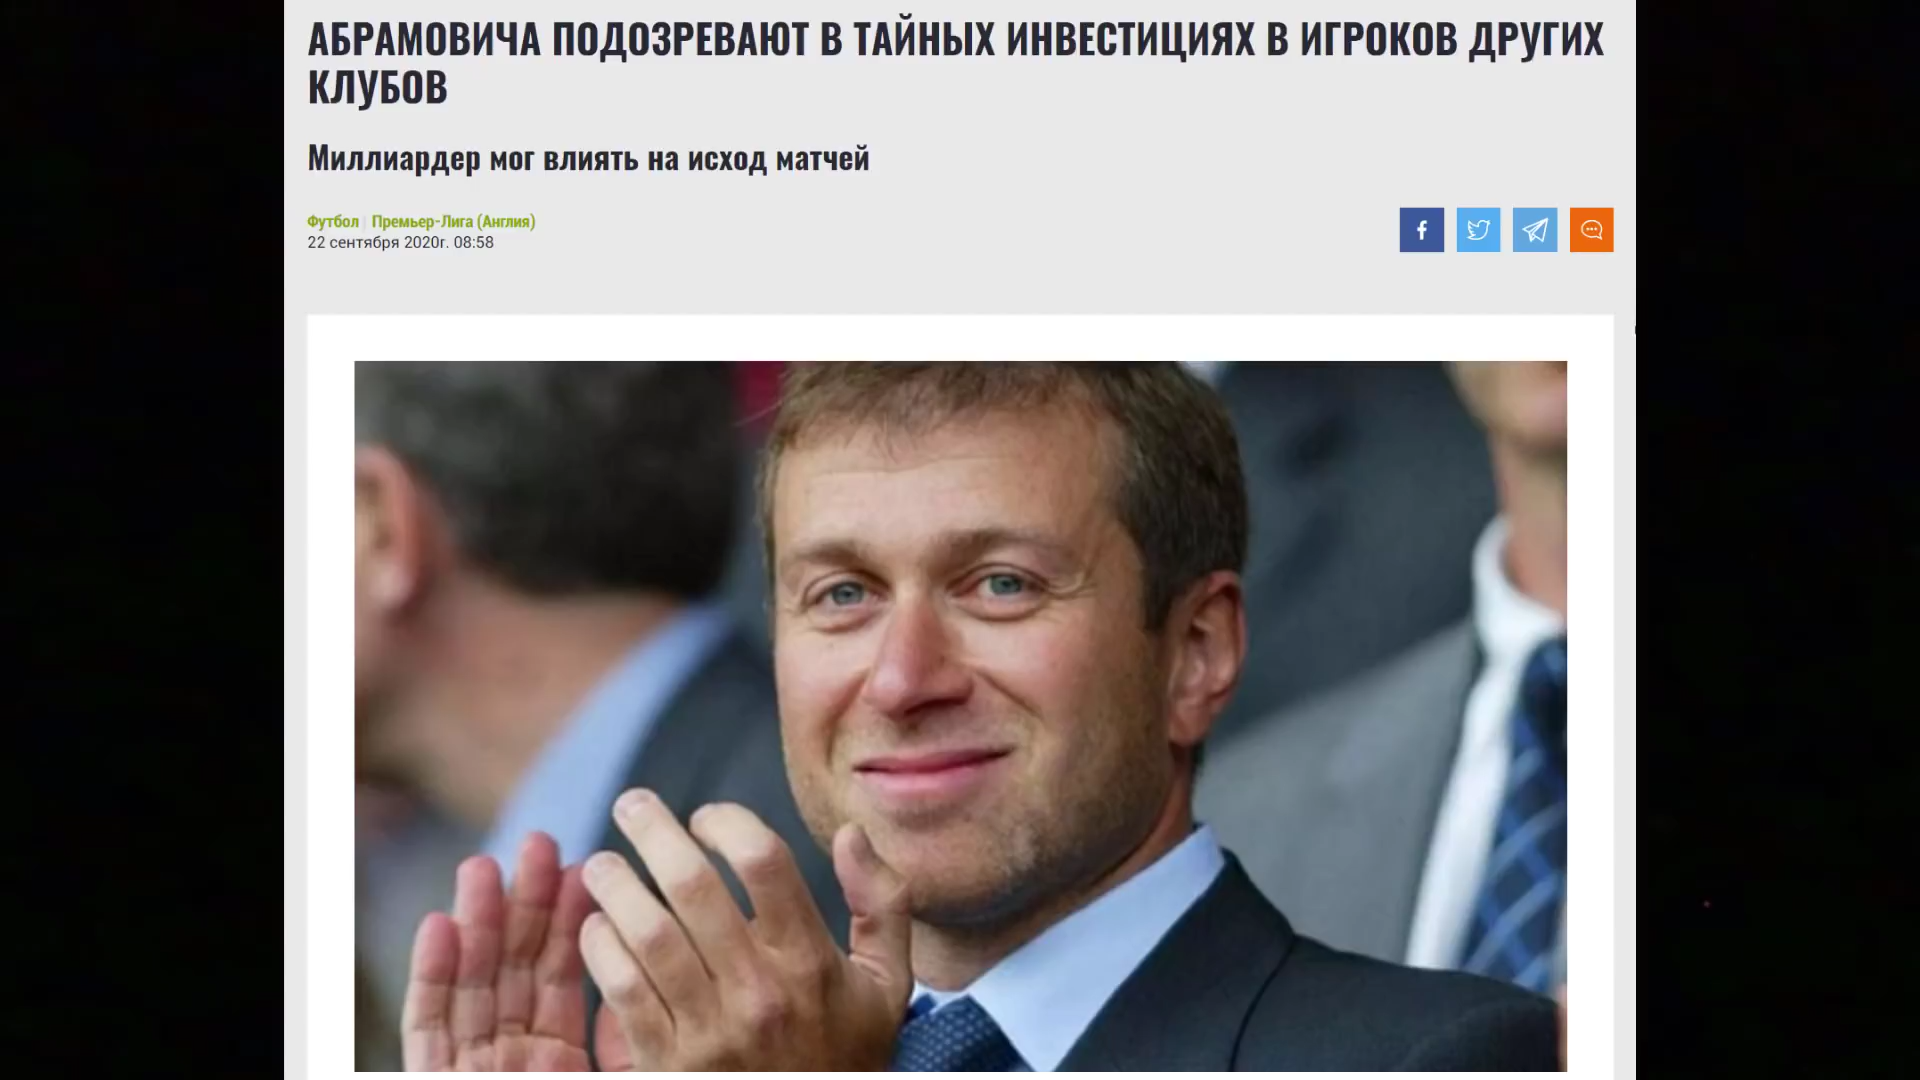 АБРАМОВИЧА ПОДОЗРЕВАЮТ В ТАЙНЫХ ИНВЕСТИЦИЯХ В ИГРОКОВ ДРУГИХ
КЛУБОВ
Миллиардер мог влиять на исход матчей
Футбол | Премьер-Лига (Англия)
22 сентября 2020г. 08:58